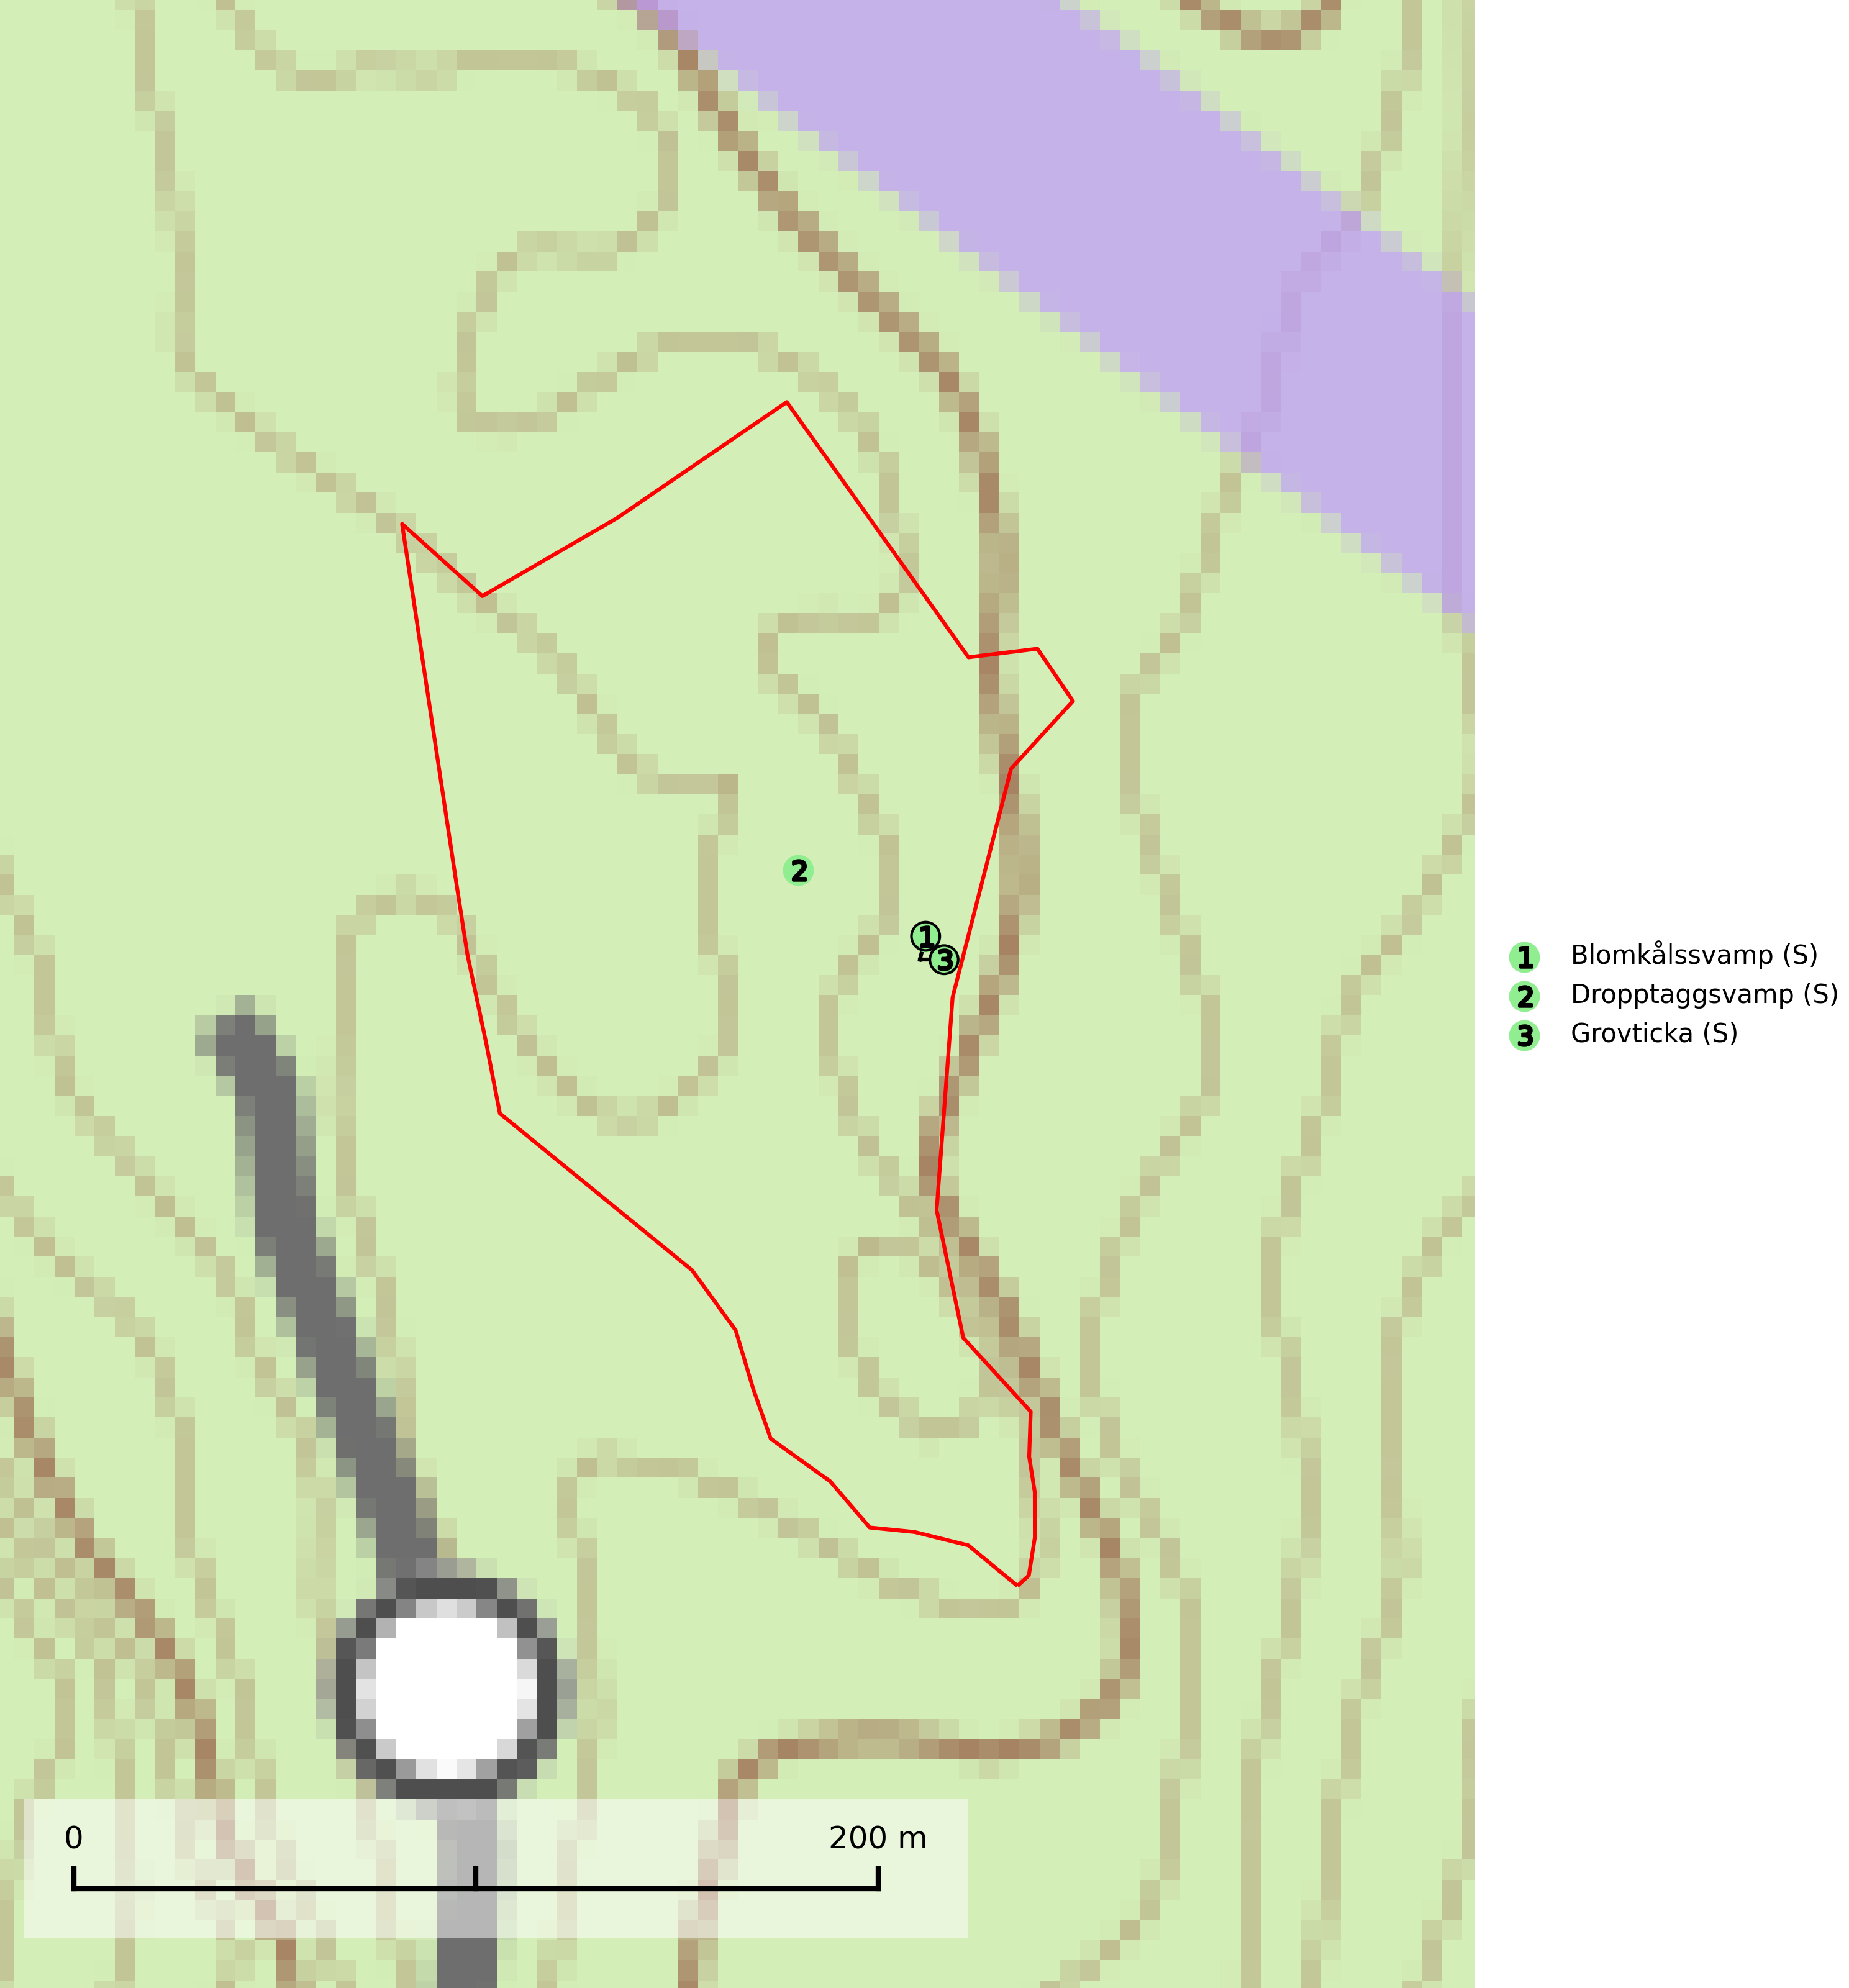 2
1
3
1 Blomkålssvamp (S)
2 Dropptaggsvamp (S)
3 Grovticka (S)
0 200 m